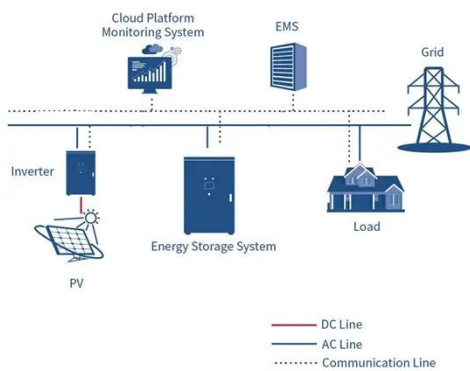 Cloud Platform
Monitoring System
EMS
Grid
Inverter
Energy Storage System
Load
PV
DC Line
AC Line
Communication Line